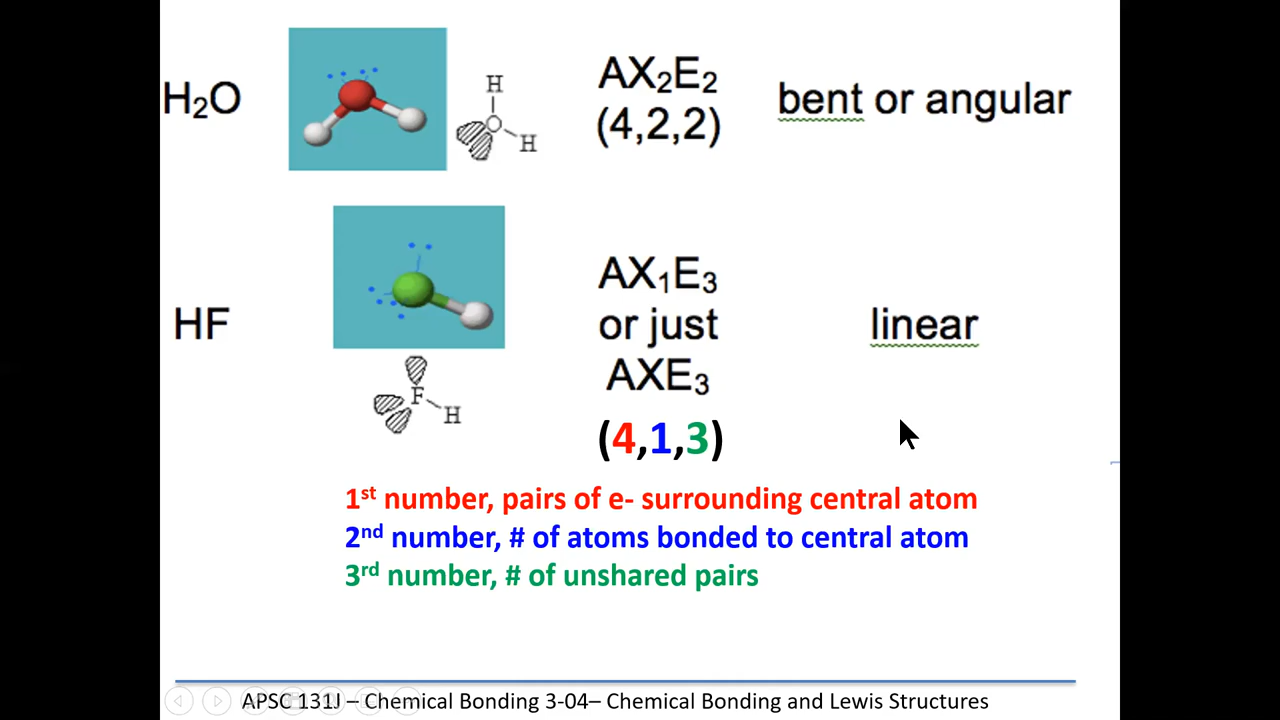 H₂O
H
O
H
AX₂E₂
(4,2,2)
bent or angular
HF
F
H
AX₁E₃
or just
AXE₃
(4,1,3)
linear
1st number, pairs of e- surrounding central atom
2nd number, # of atoms bonded to central atom
3rd number, # of unshared pairs
APSC 131J – Chemical Bonding 3-04– Chemical Bonding and Lewis Structures